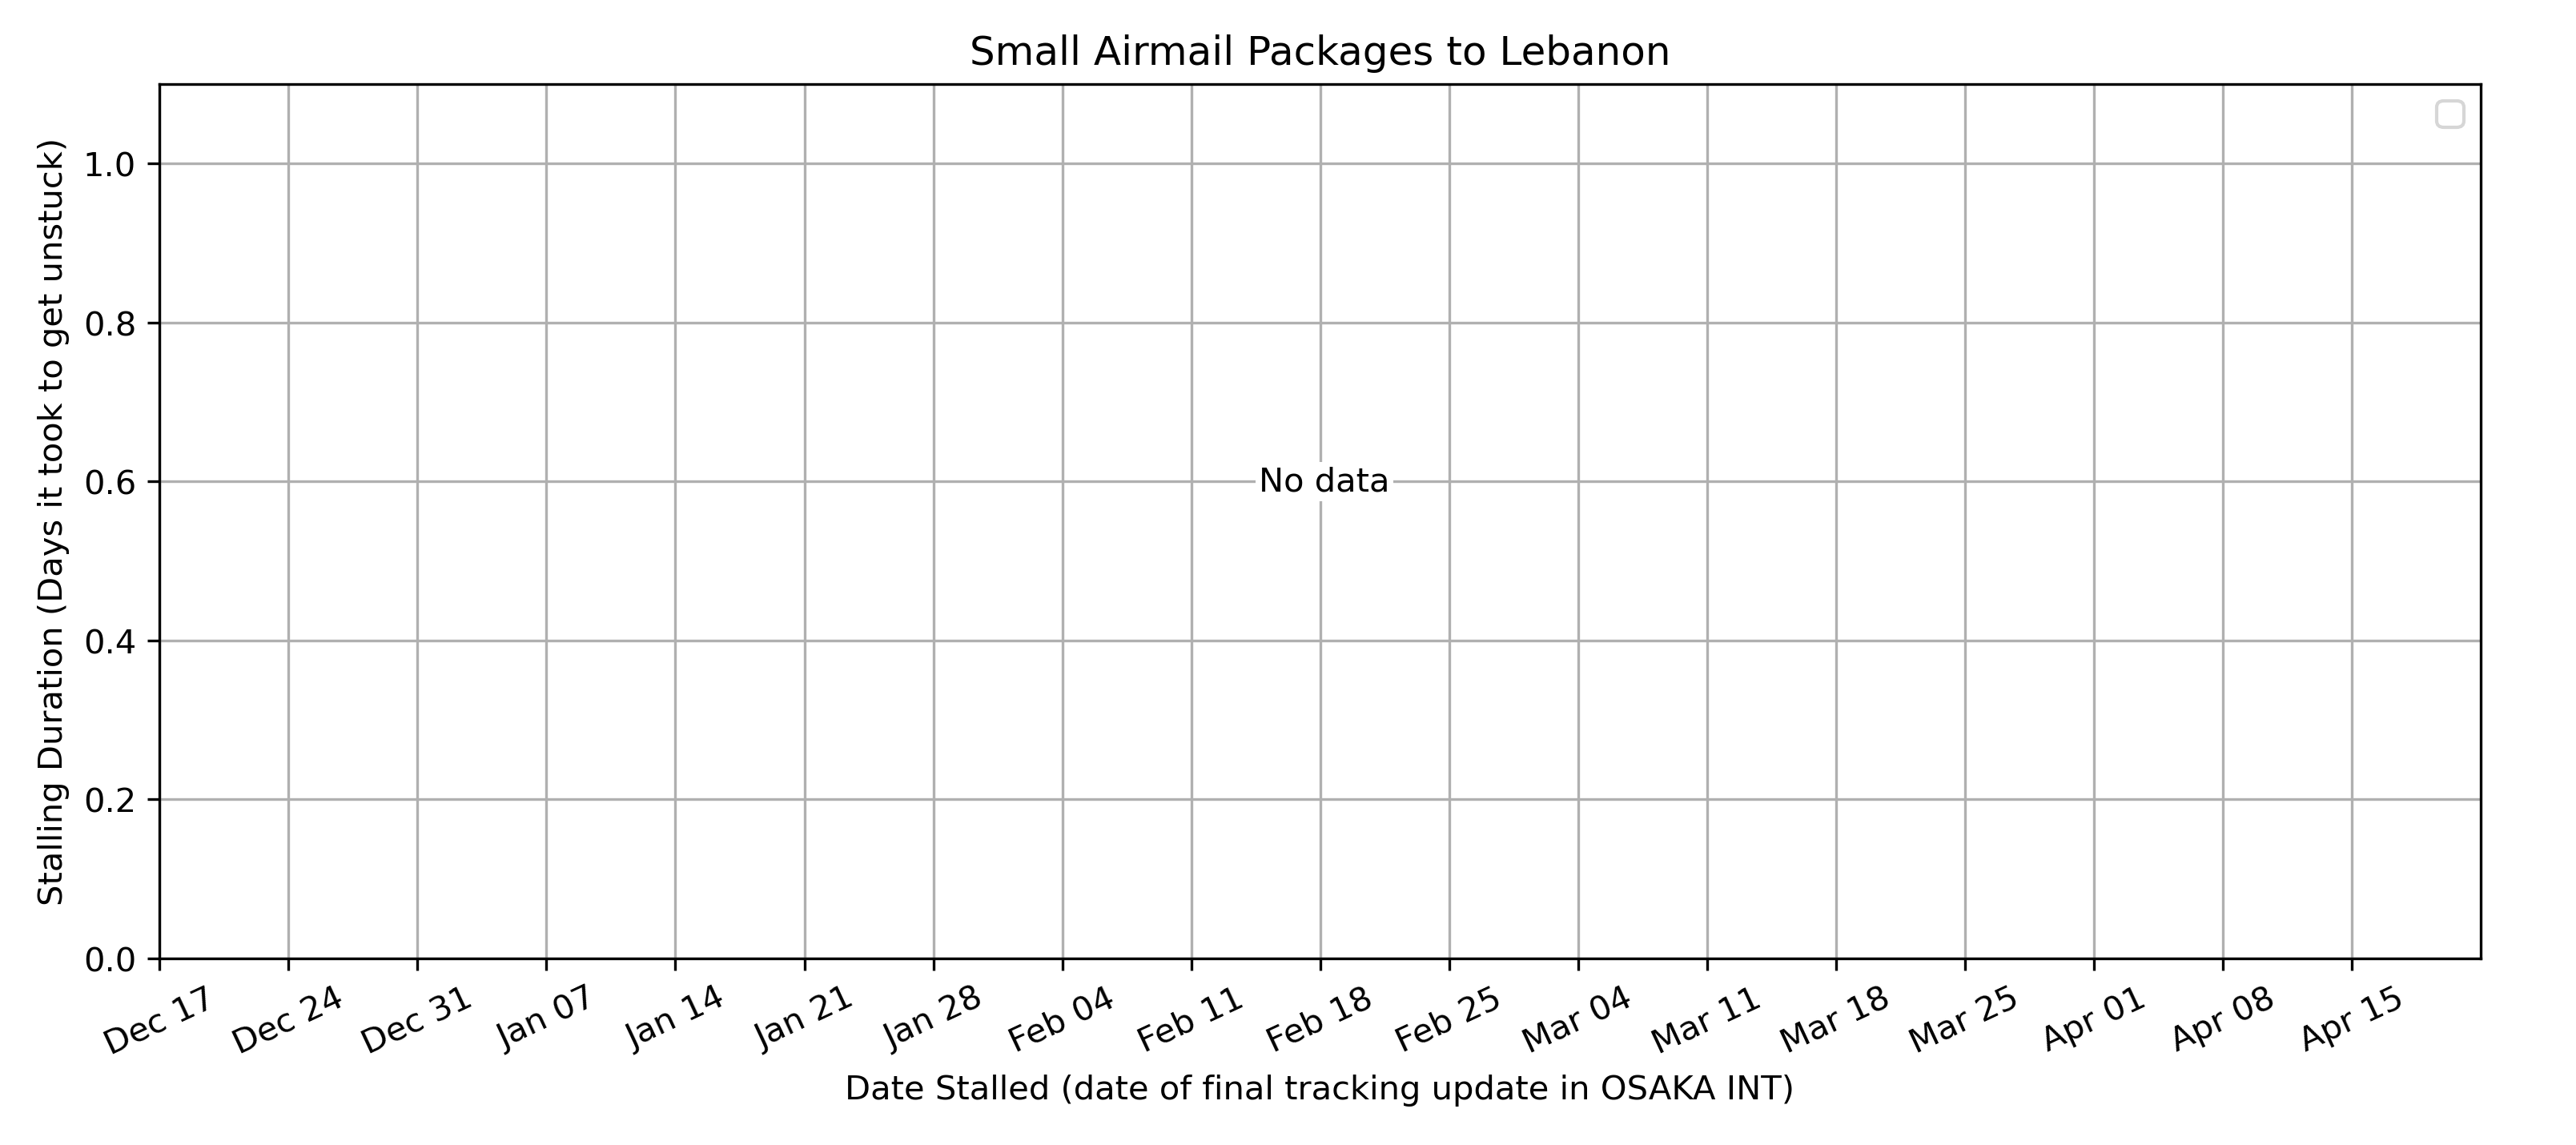 Small Airmail Packages to Lebanon
Stalling Duration (Days it took to get unstuck)
1.0
0.8
0.6
0.4
0.2
0.0
No data
Dec 17
Dec 24
Dec 31
Jan 07
Jan 14
Jan 21
Jan 28
Feb 04
Feb 11
Feb 18
Feb 25
Mar 04
Mar 11
Mar 18
Mar 25
Apr 01
Apr 08
Apr 15
Date Stalled (date of final tracking update in OSAKA INT)